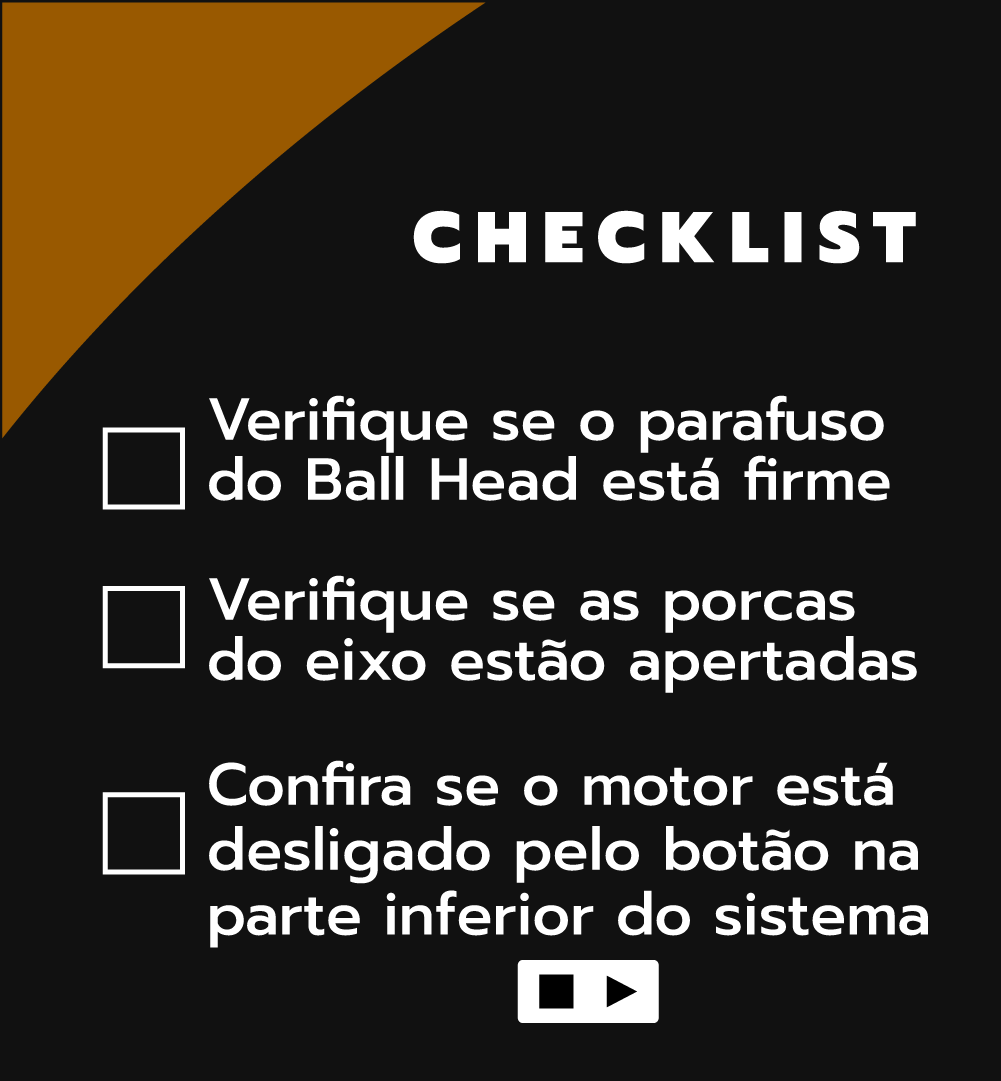 CHECKLIST
Verifique se o parafuso
do Ball Head está firme
Verifique se as porcas
do eixo estão apertadas
Confira se o motor está
desligado pelo botão na
parte inferior do sistema